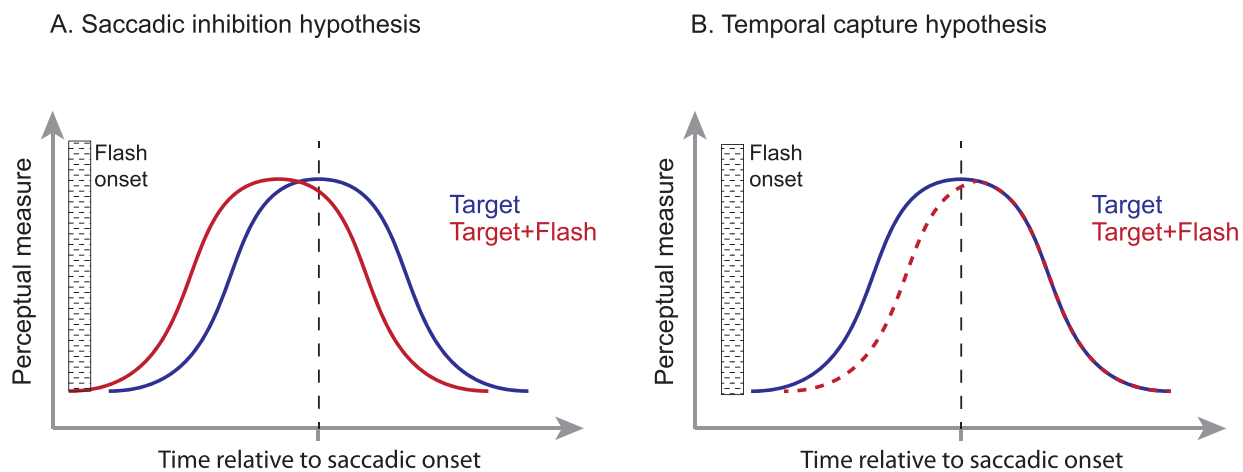 A. Saccadic inhibition hypothesis
Flash
onset
Target
Target+Flash
Perceptual measure
Time relative to saccadic onset
B. Temporal capture hypothesis
Flash
onset
Target
Target+Flash
Perceptual measure
Time relative to saccadic onset